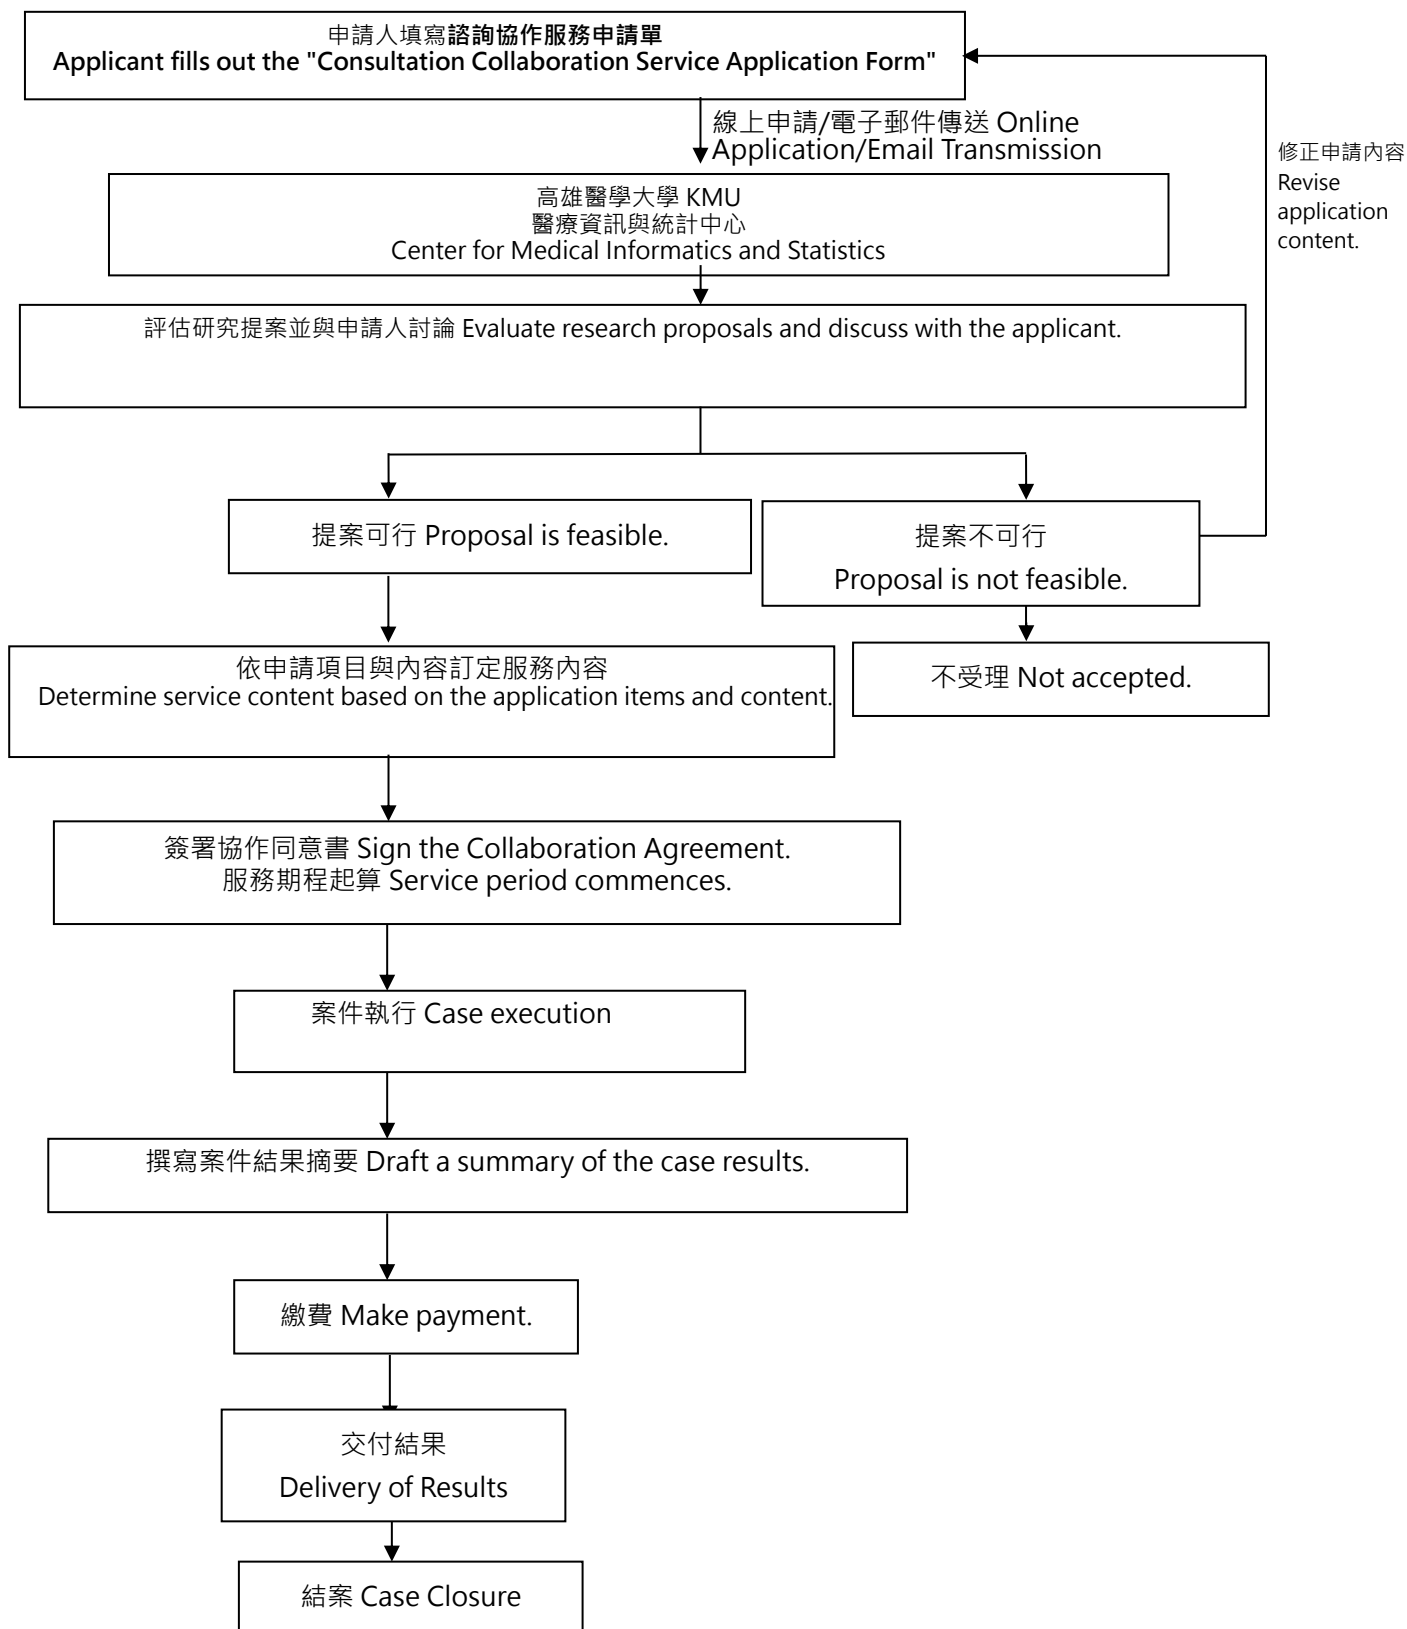 申請人填寫諮詢協作服務申請單
Applicant fills out the "Consultation Collaboration Service Application Form"
線上申請/電子郵件傳送 Online
Application/Email Transmission
修正申請內容
Revise
application
content.
高雄醫學大學 KMU
醫療資訊與統計中心
Center for Medical Informatics and Statistics
評估研究提案並與申請人討論 Evaluate research proposals and discuss with the applicant.
提案可行 Proposal is feasible.
提案不可行
Proposal is not feasible.
依申請項目與內容訂定服務內容
Determine service content based on the application items and content.
不受理 Not accepted.
簽署協作同意書 Sign the Collaboration Agreement.
服務期程起算 Service period commences.
案件執行 Case execution
撰寫案件結果摘要 Draft a summary of the case results.
繳費 Make payment.
交付結果
Delivery of Results
結案 Case Closure